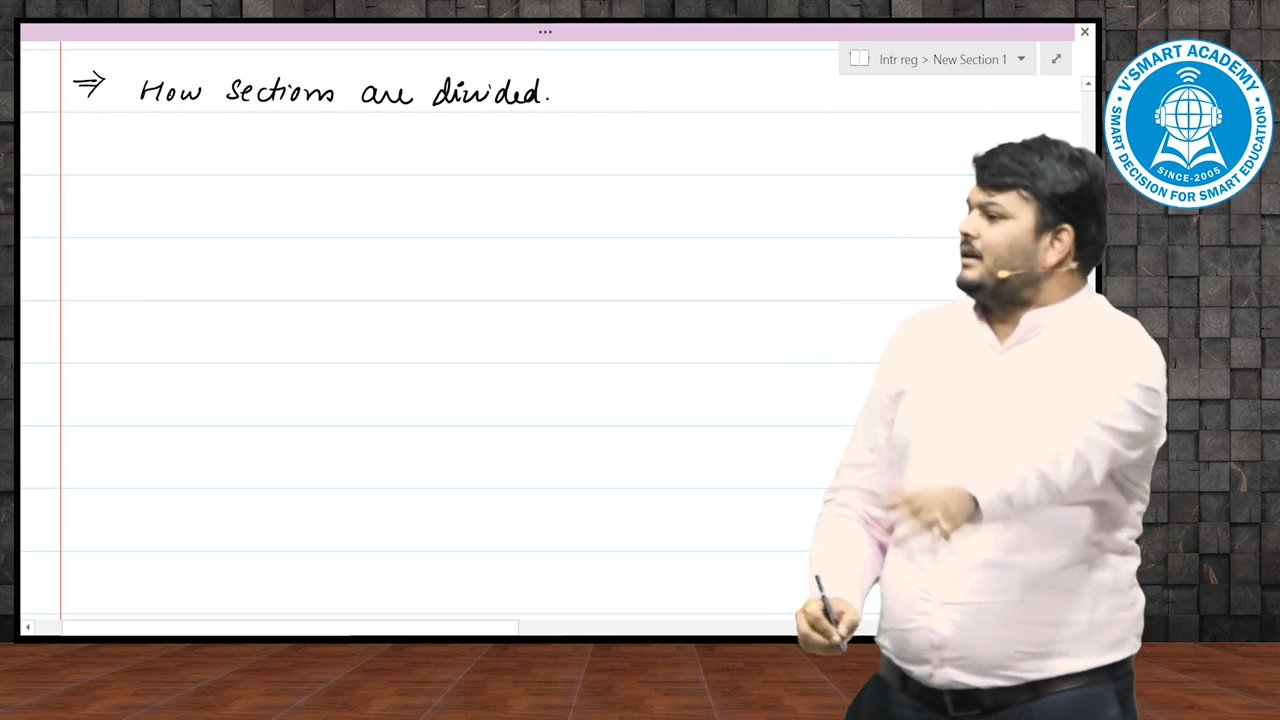 Intr reg > New Section 1
⇒ How sections are divided.
V'SMART ACADEMY
SINCE-2005
SMART DECISION FOR SMART EDUCATION